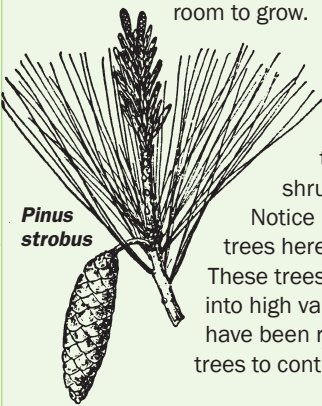 room to grow.
shru
Pinus
strobus
Notice
trees here
These trees
into high va
have been r
trees to cont